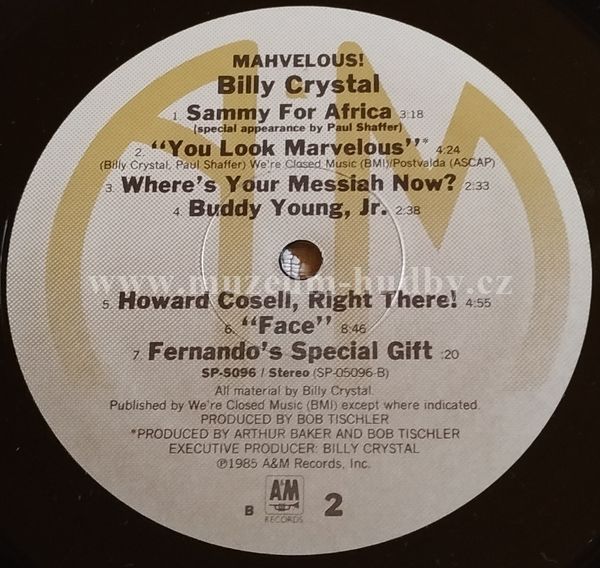 MAHVELOUS!
Billy Crystal
1. Sammy For Africa 3:18
(special appearance by Paul Shaffer)
2. "You Look Marvelous"* 4:24
(Billy Crystal, Paul Shaffer) We're Closed Music (BMI)/Postvalda (ASCAP)
3. Where's Your Messiah Now? 2:33
4. Buddy Young, Jr. 2:38
www.muzeum-hudby.cz
5. Howard Cosell, Right There! 4:55
6. "Face" 8:46
7. Fernando's Special Gift :20
SP-5096 / Stereo (SP-05096-B)
All material by Billy Crystal.
Published by We're Closed Music (BMI) except where indicated.
PRODUCED BY BOB TISCHLER
*PRODUCED BY ARTHUR BAKER AND BOB TISCHLER
EXECUTIVE PRODUCER: BILLY CRYSTAL
℗1985 A&M Records, Inc.
B A&M RECORDS 2